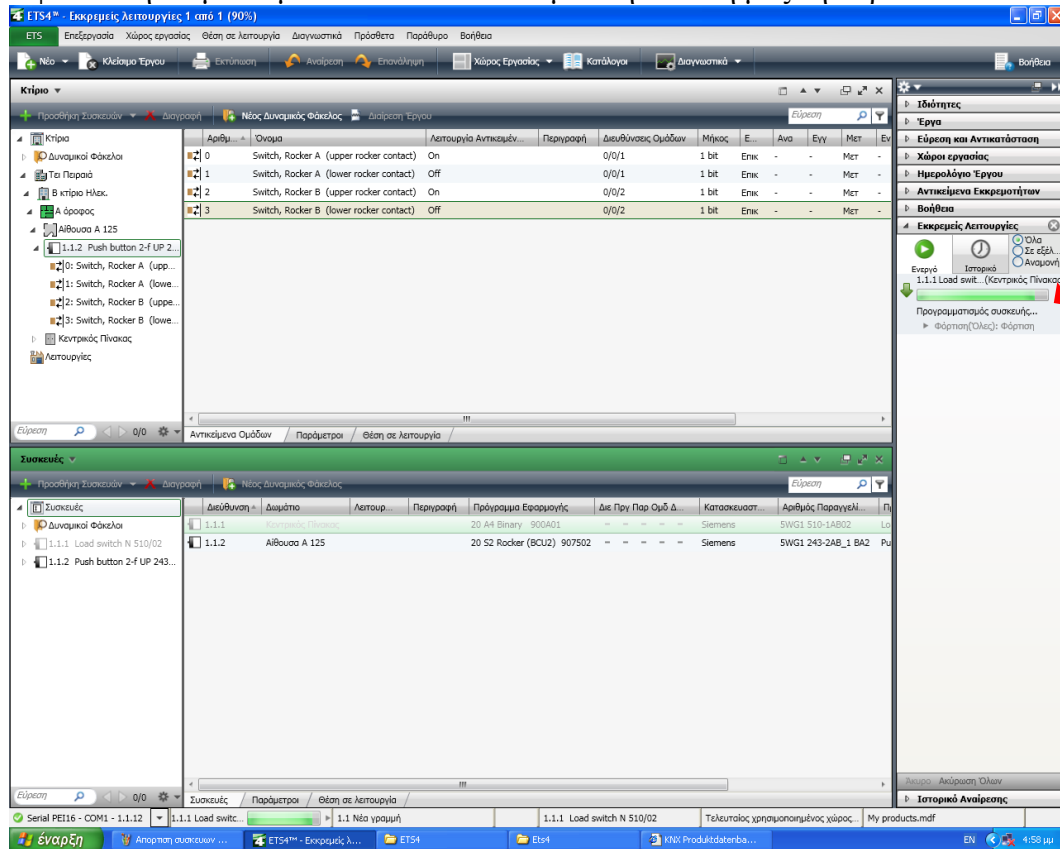 ETS4™ - Εκκρεμείς λειτουργίες 1 από 1 (90%)
ETS Επεξεργασία Χώρος εργασίας Θέση σε λειτουργία Διαγνωστικά Πρόσθετα Παράθυρο Βοήθεια
Νέο Κλείσιμο Έργου Εκτύπωση Αναίρεση Επανάληψη Χώρος Εργασίας Κατάλογοι Διαγνωστικά Βοήθεια
Κτίριο
Προσθήκη Συσκευών Διαγραφή Νέος Δυναμικός Φάκελος Διαίρεση Έργου Εύρεση
Κτίρια
Δυναμικοί Φάκελοι
Τει Πειραιά
Β κτίριο Ηλεκ.
Α όροφος
Αίθουσα Α 125
1.1.2 Push button 2-f UP 2...
0: Switch, Rocker A (upp...
1: Switch, Rocker A (lowe...
2: Switch, Rocker B (uppe...
3: Switch, Rocker B (lowe...
Κεντρικός Πίνακας
Λειτουργίες
Εύρεση 0/0
Αριθμ... Όνομα Λειτουργία Αντικειμέν... Περιγραφή Διευθύνσεις Ομάδων Μήκος Ε... Ανα Εγγ Μετ Εν
0 Switch, Rocker A (upper rocker contact) On 0/0/1 1 bit Επικ - - Μετ -
1 Switch, Rocker A (lower rocker contact) Off 0/0/1 1 bit Επικ - - Μετ -
2 Switch, Rocker B (upper rocker contact) On 0/0/2 1 bit Επικ - - Μετ -
3 Switch, Rocker B (lower rocker contact) Off 0/0/2 1 bit Επικ - - Μετ -
Αντικείμενα Ομάδων Παράμετροι Θέση σε λειτουργία
Ιδιότητες
Έργα
Εύρεση και Αντικατάσταση
Χώροι εργασίας
Ημερολόγιο Έργου
Αντικείμενα Εκκρεμοτήτων
Βοήθεια
Εκκρεμείς Λειτουργίες
Ενεργό Ιστορικό
Όλα
Σε εξέλ...
Αναμονή
1.1.1 Load swit...(Κεντρικός Πίνακας
Προγραμματισμός συσκευής...
Φόρτιση(Όλες): Φόρτιση
Άκυρο Ακύρωση Όλων
Ιστορικό Αναίρεσης
Συσκευές
Προσθήκη Συσκευών Διαγραφή Νέος Δυναμικός Φάκελος Εύρεση
Συσκευές
Δυναμικοί Φάκελοι
1.1.1 Load switch N 510/02
1.1.2 Push button 2-f UP 243...
Εύρεση 0/0
Διεύθυνση Δωμάτιο Λειτουρ... Περιγραφή Πρόγραμμα Εφαρμογής Διε Πργ Παρ Ομδ Δ... Κατασκευαστ... Αριθμός Παραγγελί...
1.1.1 Κεντρικός Πίνακας 20 A4 Binary 900A01 - - - - - Siemens 5WG1 510-1AB02 Lo
1.1.2 Αίθουσα Α 125 20 S2 Rocker (BCU2) 907502 - - - - - Siemens 5WG1 243-2AB_1 BA2 Pu
Συσκευές Παράμετροι Θέση σε λειτουργία
Serial PEI16 - COM1 - 1.1.12 1.1.1 Load switc... 1.1 Νέα γραμμή 1.1.1 Load switch N 510/02 Τελευταίος χρησιμοποιημένος χώρος... My products.mdf
έναρξη Απορπτιση συσκευων ... ETS4™ - Εκκρεμείς λ... ETS4 Ets4 KNX Produktdatenba... EN 4:58 μμ